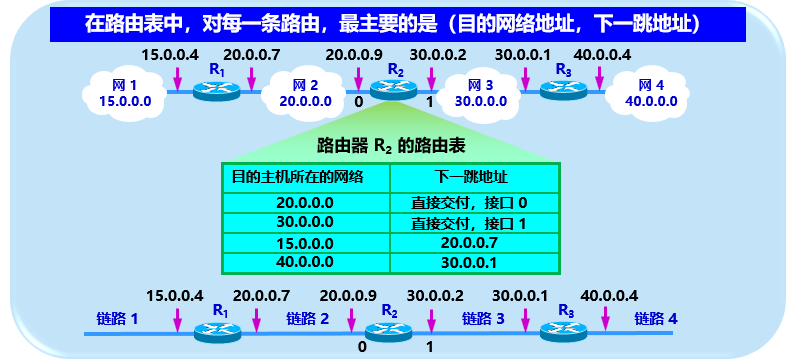 在路由表中，对每一条路由，最主要的是（目的网络地址，下一跳地址）
15.0.0.4 20.0.0.7 20.0.0.9 30.0.0.2 30.0.0.1 40.0.0.4
R1 R2 R3
网 1 网 2 网 3 网 4
15.0.0.0 20.0.0.0 30.0.0.0 40.0.0.0
0 1
路由器 R2 的路由表
目的主机所在的网络 下一跳地址
20.0.0.0 直接交付，接口 0
30.0.0.0 直接交付，接口 1
15.0.0.0 20.0.0.7
40.0.0.0 30.0.0.1
15.0.0.4 20.0.0.7 20.0.0.9 30.0.0.2 30.0.0.1 40.0.0.4
链路 1 R1 链路 2 R2 链路 3 R3 链路 4
0 1